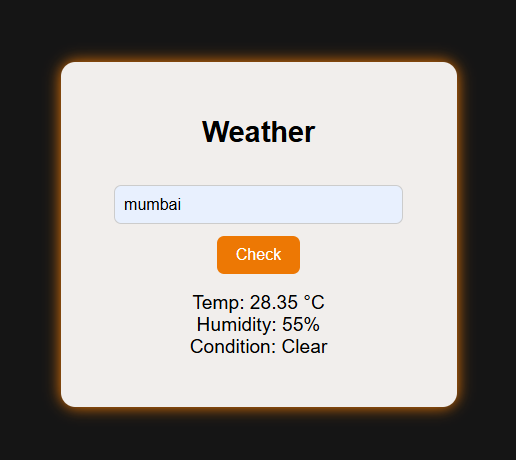 Weather
mumbai
Check
Temp: 28.35 °C
Humidity: 55%
Condition: Clear